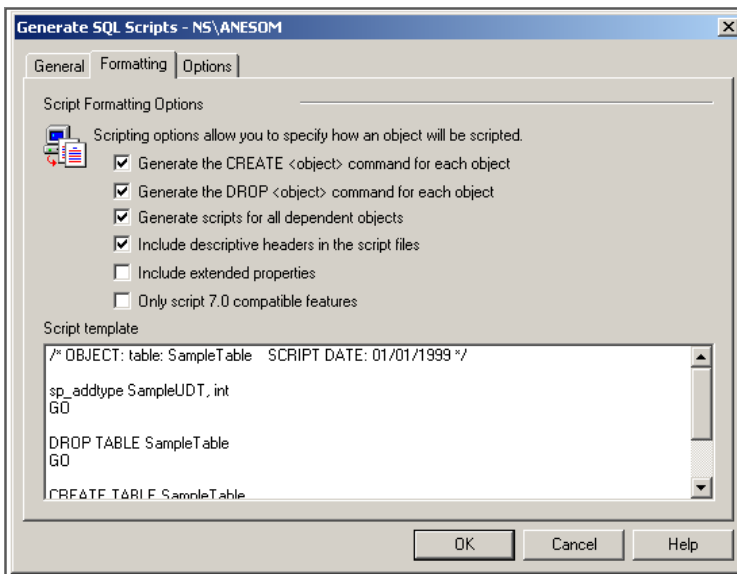 Generate SQL Scripts - NS\ANESOM
General Formatting Options
Script Formatting Options
Scripting options allow you to specify how an object will be scripted.
Generate the CREATE <object> command for each object
Generate the DROP <object> command for each object
Generate scripts for all dependent objects
Include descriptive headers in the script files
Include extended properties
Only script 7.0 compatible features
Script template
/* OBJECT: table: SampleTable SCRIPT DATE: 01/01/1999 */
sp_addtype SampleUDT, int
GO
DROP TABLE SampleTable
GO
CREATE TABLE SampleTable
OK Cancel Help